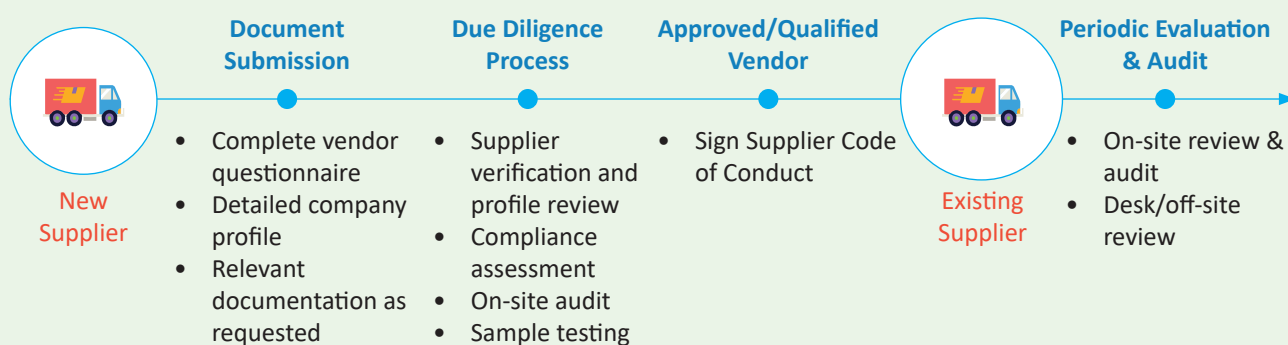 New
Supplier
Document
Submission
• Complete vendor
questionnaire
• Detailed company
profile
• Relevant
documentation as
requested
Due Diligence
Process
• Supplier
verification and
profile review
• Compliance
assessment
• On-site audit
• Sample testing
Approved/Qualified
Vendor
• Sign Supplier Code
of Conduct
Existing
Supplier
Periodic Evaluation
& Audit
• On-site review &
audit
• Desk/off-site
review